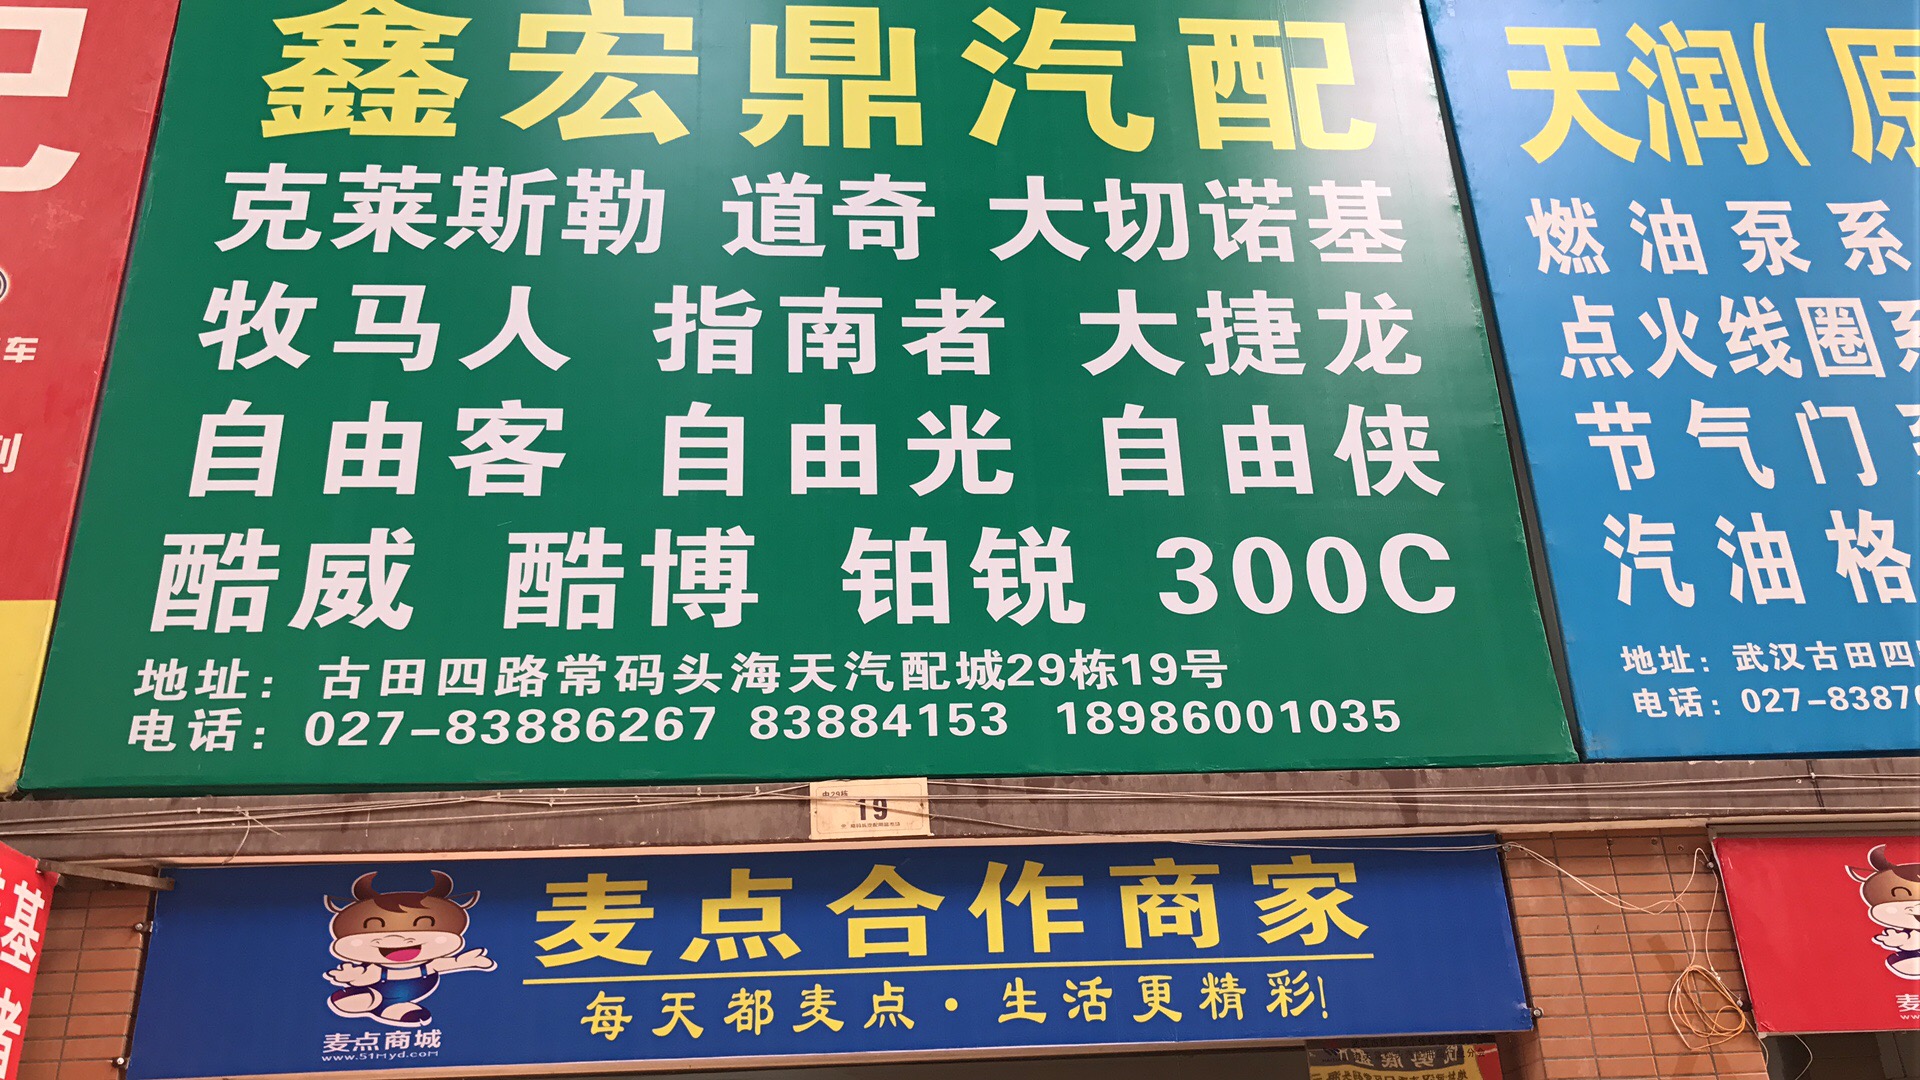 鑫宏鼎汽配
克莱斯勒 道奇 大切诺基
牧马人 指南者 大捷龙
自由客 自由光 自由侠
酷威 酷博 铂锐 300C
地址：古田四路常码头海天汽配城29栋19号
电话：027-83886267 83884153 18986001035
天润（原
燃油泵系
点火线圈系
节气门
汽油格
地址：武汉古田四
电话：027-8387
车
19
麦点合作商家
每天都麦点·生活更精彩!
麦点商城
www.51myd.com
基